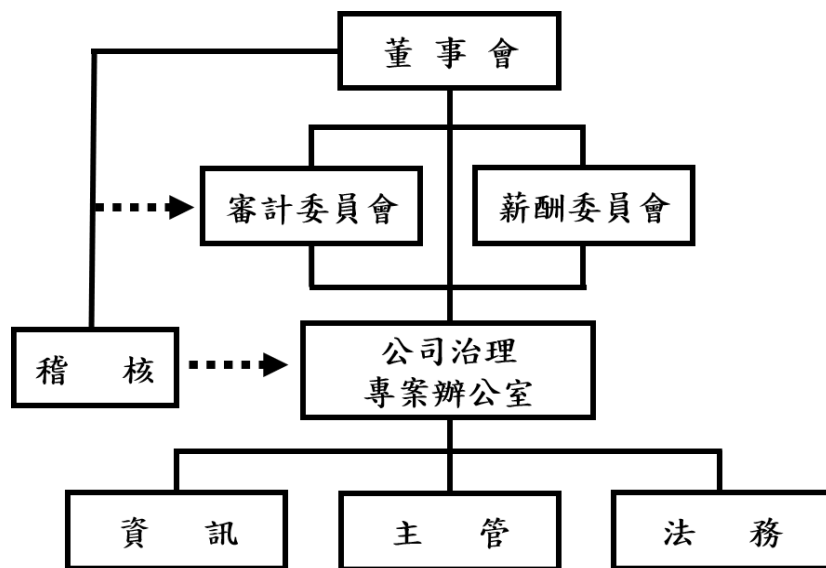 董事會
審計委員會
薪酬委員會
稽核
公司治理
專案辦公室
資訊
主管
法務